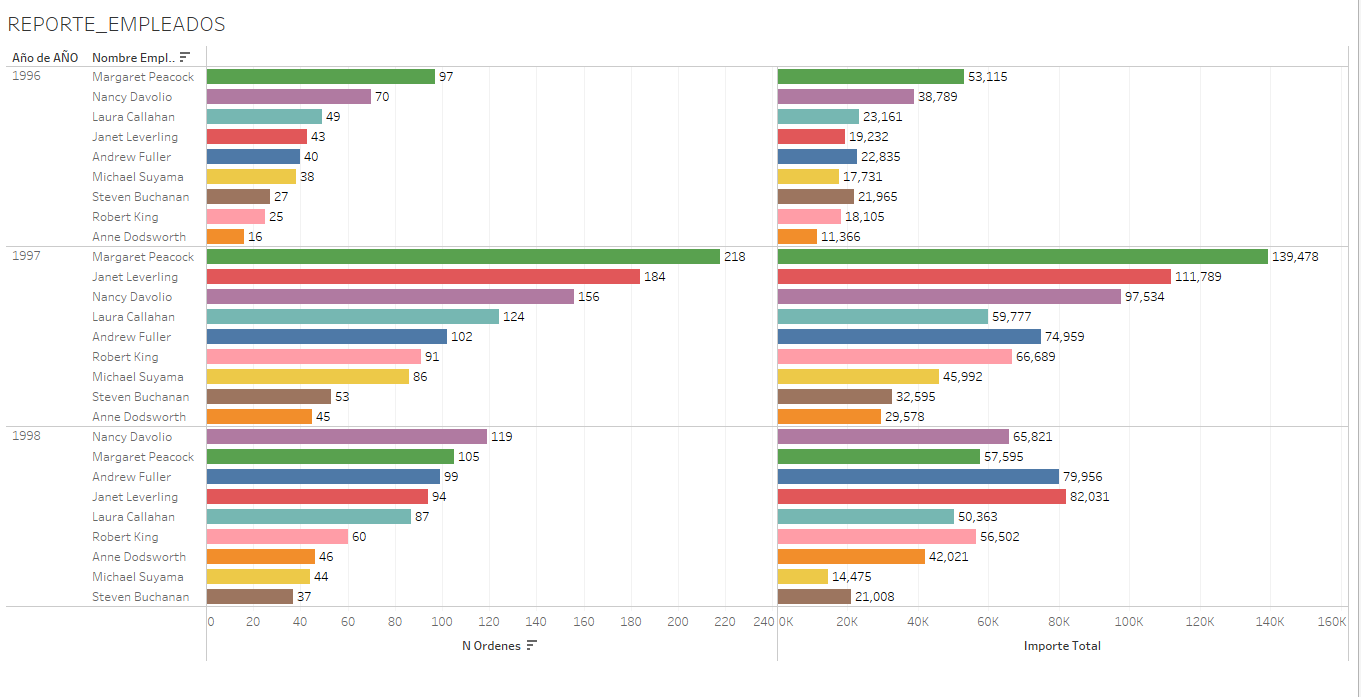 REPORTE_EMPLEADOS
Año de AÑO Nombre Empl..
1996 Margaret Peacock 97 53,115
Nancy Davolio 70 38,789
Laura Callahan 49 23,161
Janet Leverling 43 19,232
Andrew Fuller 40 22,835
Michael Suyama 38 17,731
Steven Buchanan 27 21,965
Robert King 25 18,105
Anne Dodsworth 16 11,366
1997 Margaret Peacock 218 139,478
Janet Leverling 184 111,789
Nancy Davolio 156 97,534
Laura Callahan 124 59,777
Andrew Fuller 102 74,959
Robert King 91 66,689
Michael Suyama 86 45,992
Steven Buchanan 53 32,595
Anne Dodsworth 45 29,578
1998 Nancy Davolio 119 65,821
Margaret Peacock 105 57,595
Andrew Fuller 99 79,956
Janet Leverling 94 82,031
Laura Callahan 87 50,363
Robert King 60 56,502
Anne Dodsworth 46 42,021
Michael Suyama 44 14,475
Steven Buchanan 37 21,008
0 20 40 60 80 100 120 140 160 180 200 220 240 0K 20K 40K 60K 80K 100K 120K 140K 160K
N Ordenes Importe Total